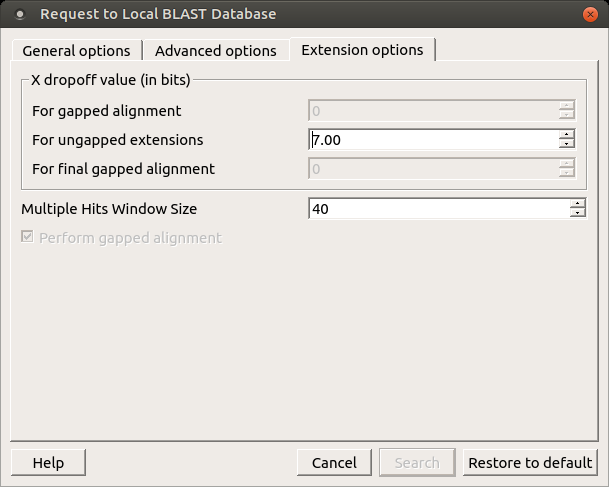 Request to Local BLAST Database
General options Advanced options Extension options
X dropoff value (in bits)
For gapped alignment 0
For ungapped extensions 7.00
For final gapped alignment 0
Multiple Hits Window Size 40
Perform gapped alignment
Help Cancel Search Restore to default